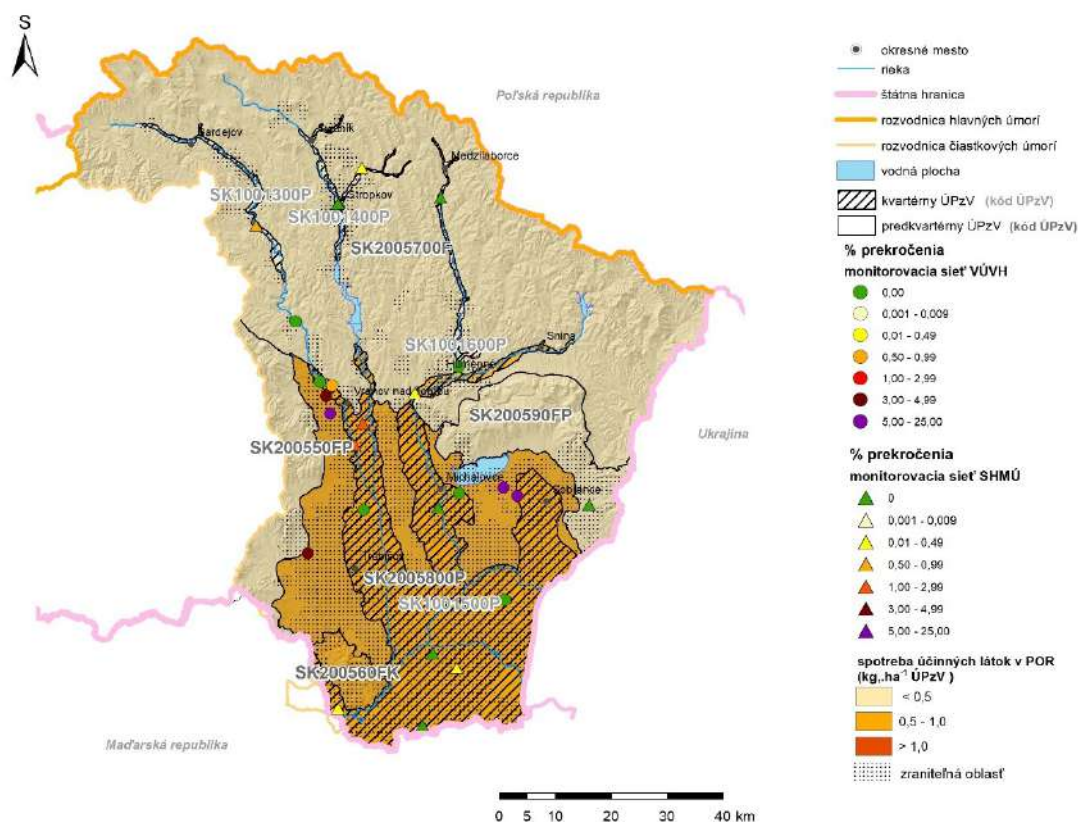 S
Poľská republika
Bardejov
Svidník
Medzilaborce
SK1001300P
Stropkov
SK1001400P
SK2005700F
SK1001600P
Snina
Humenné
Vranov nad Topľou
SK200590FP
Ukrajina
SK200550FP
Michalovce
Sobrance
Trebišov
SK2005800P
SK1001500P
SK200560FK
Maďarská republika
0 5 10 20 30 40 km
okresné mesto
rieka
štátna hranica
rozvodnica hlavných úmorí
rozvodnica čiastkových úmorí
vodná plocha
kvartérny ÚPzV (kód ÚPzV)
predkvartérny ÚPzV (kód ÚPzV)
% prekročenia
monitorovacia sieť VÚVH
0,00
0,001 - 0,009
0,01 - 0,49
0,50 - 0,99
1,00 - 2,99
3,00 - 4,99
5,00 - 25,00
% prekročenia
monitorovacia sieť SHMÚ
0
0,001 - 0,009
0,01 - 0,49
0,50 - 0,99
1,00 - 2,99
3,00 - 4,99
5,00 - 25,00
spotreba účinných látok v POR
(kg,.ha⁻¹ ÚPzV )
< 0,5
0,5 - 1,0
> 1,0
zraniteľná oblasť